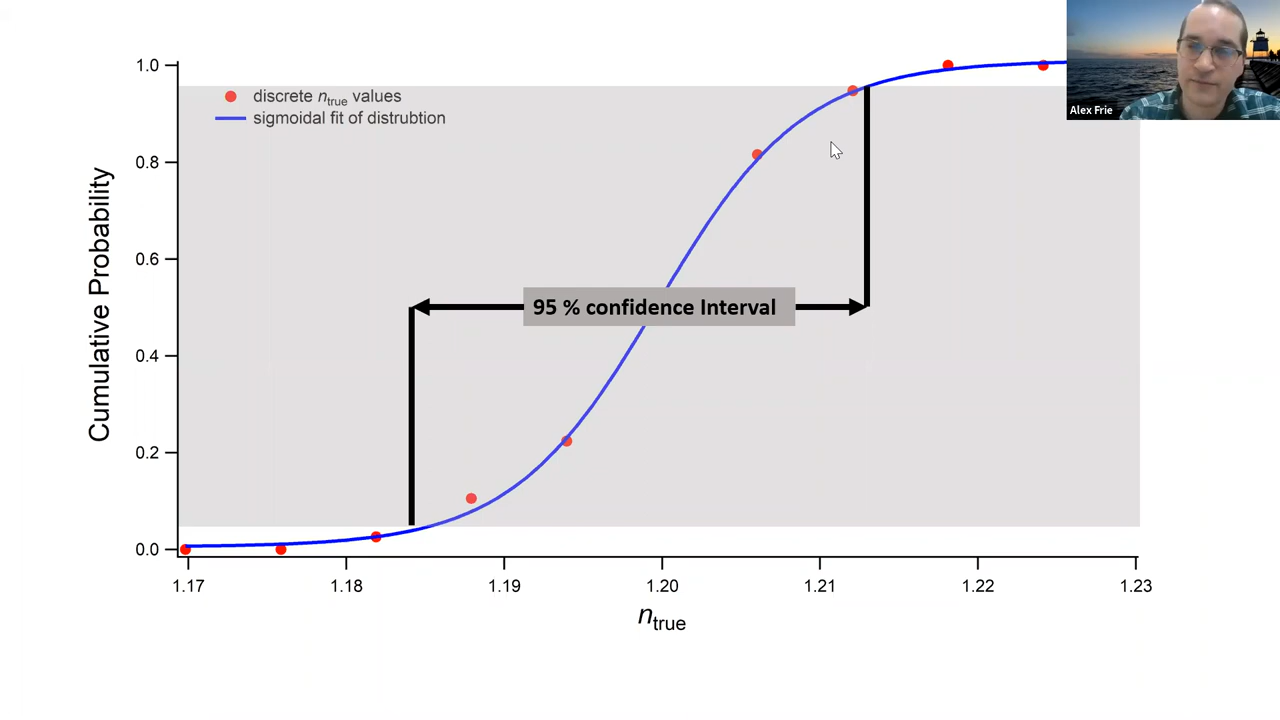 Alex Frie
discrete n_true values
sigmoidal fit of distrubtion
Cumulative Probability
1.0
0.8
0.6
0.4
0.2
0.0
95 % confidence Interval
1.17 1.18 1.19 1.20 1.21 1.22 1.23
n_true